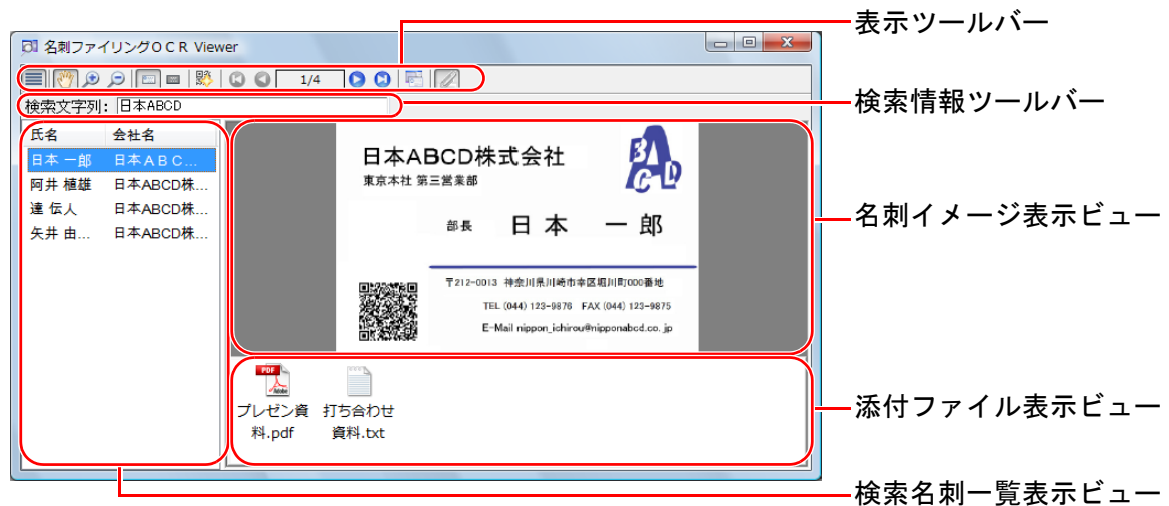 表示ツールバー
名刺ファイリングＯＣＲ Viewer
1/4
検索文字列: 日本ABCD
検索情報ツールバー
氏名 会社名
日本 一郎 日本ＡＢＣ...
阿井 植雄 日本ABCD株...
達 伝人 日本ABCD株...
矢井 由... 日本ABCD株...
日本ABCD株式会社
東京本社 第三営業部
ABCD
部長 日本 一郎
〒212-0013 神奈川県川崎市幸区堀川町000番地
TEL (044) 123-9876 FAX (044) 123-9875
E-Mail nippon_ichirou@nipponabcd.co.jp
名刺イメージ表示ビュー
PDF
Adobe
プレゼン資料.pdf
打ち合わせ資料.txt
添付ファイル表示ビュー
検索名刺一覧表示ビュー